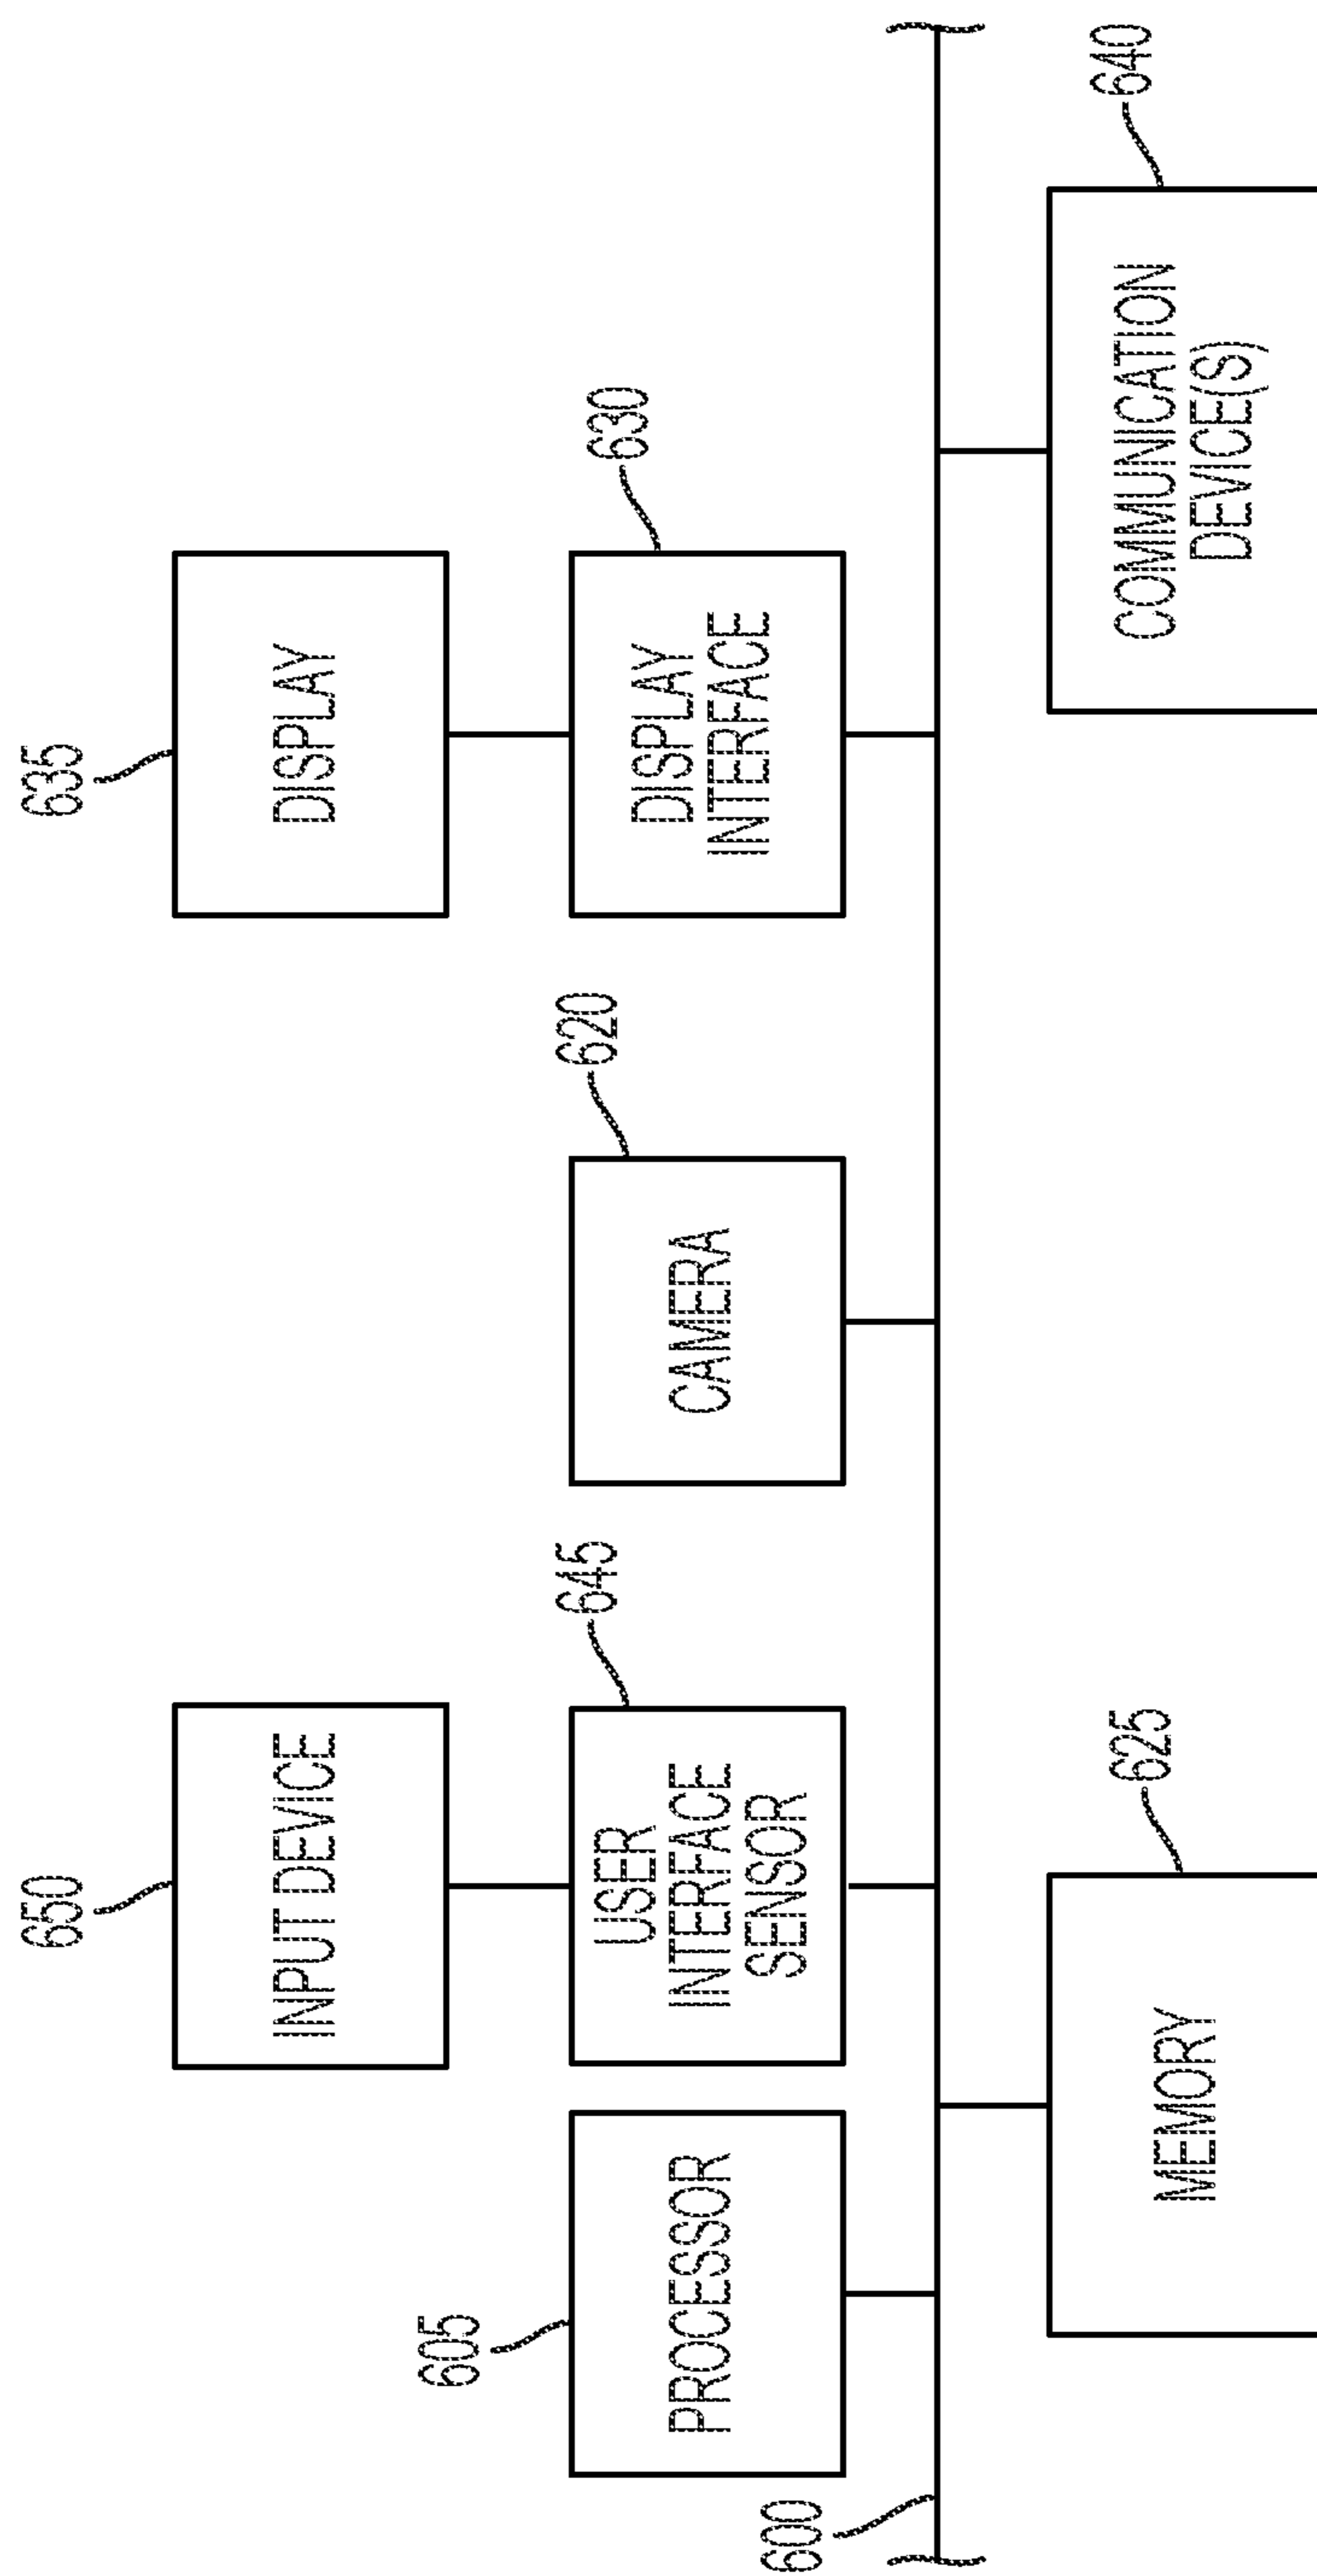 650
635
INPUT DEVICE
DISPLAY
605
645
620
630
PROCESSOR
USER
INTERFACE
SENSOR
CAMERA
DISPLAY
INTERFACE
600
625
640
MEMORY
COMMUNICATION
DEVICE(S)